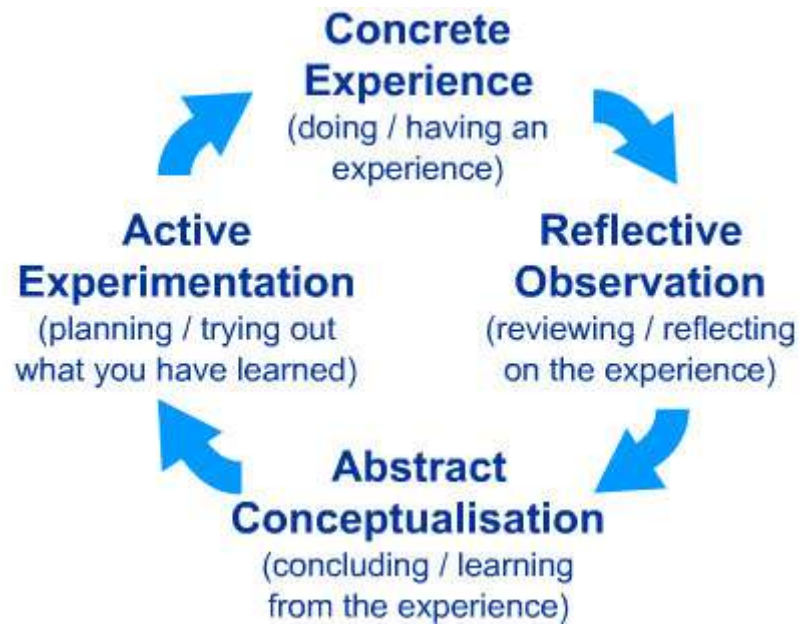 Concrete
Experience
(doing / having an
experience)
Reflective
Observation
(reviewing / reflecting
on the experience)
Abstract
Conceptualisation
(concluding / learning
from the experience)
Active
Experimentation
(planning / trying out
what you have learned)